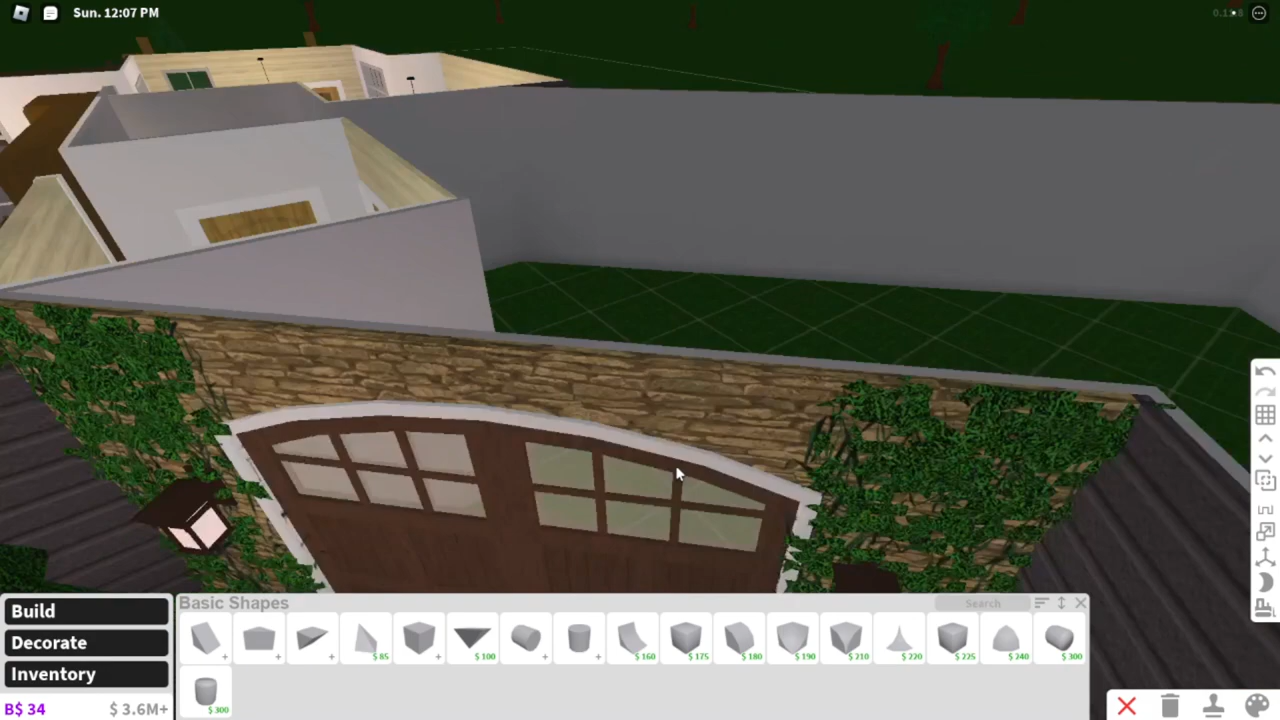 Sun. 12:07 PM
Basic Shapes
Search
Build
Decorate
Inventory
B$ 34
$ 3.6M+
+
+
+
$ 85
+
$ 100
+
+
$ 160
$ 175
$ 180
$ 190
$ 210
$ 220
$ 225
$ 240
$ 300
$ 300